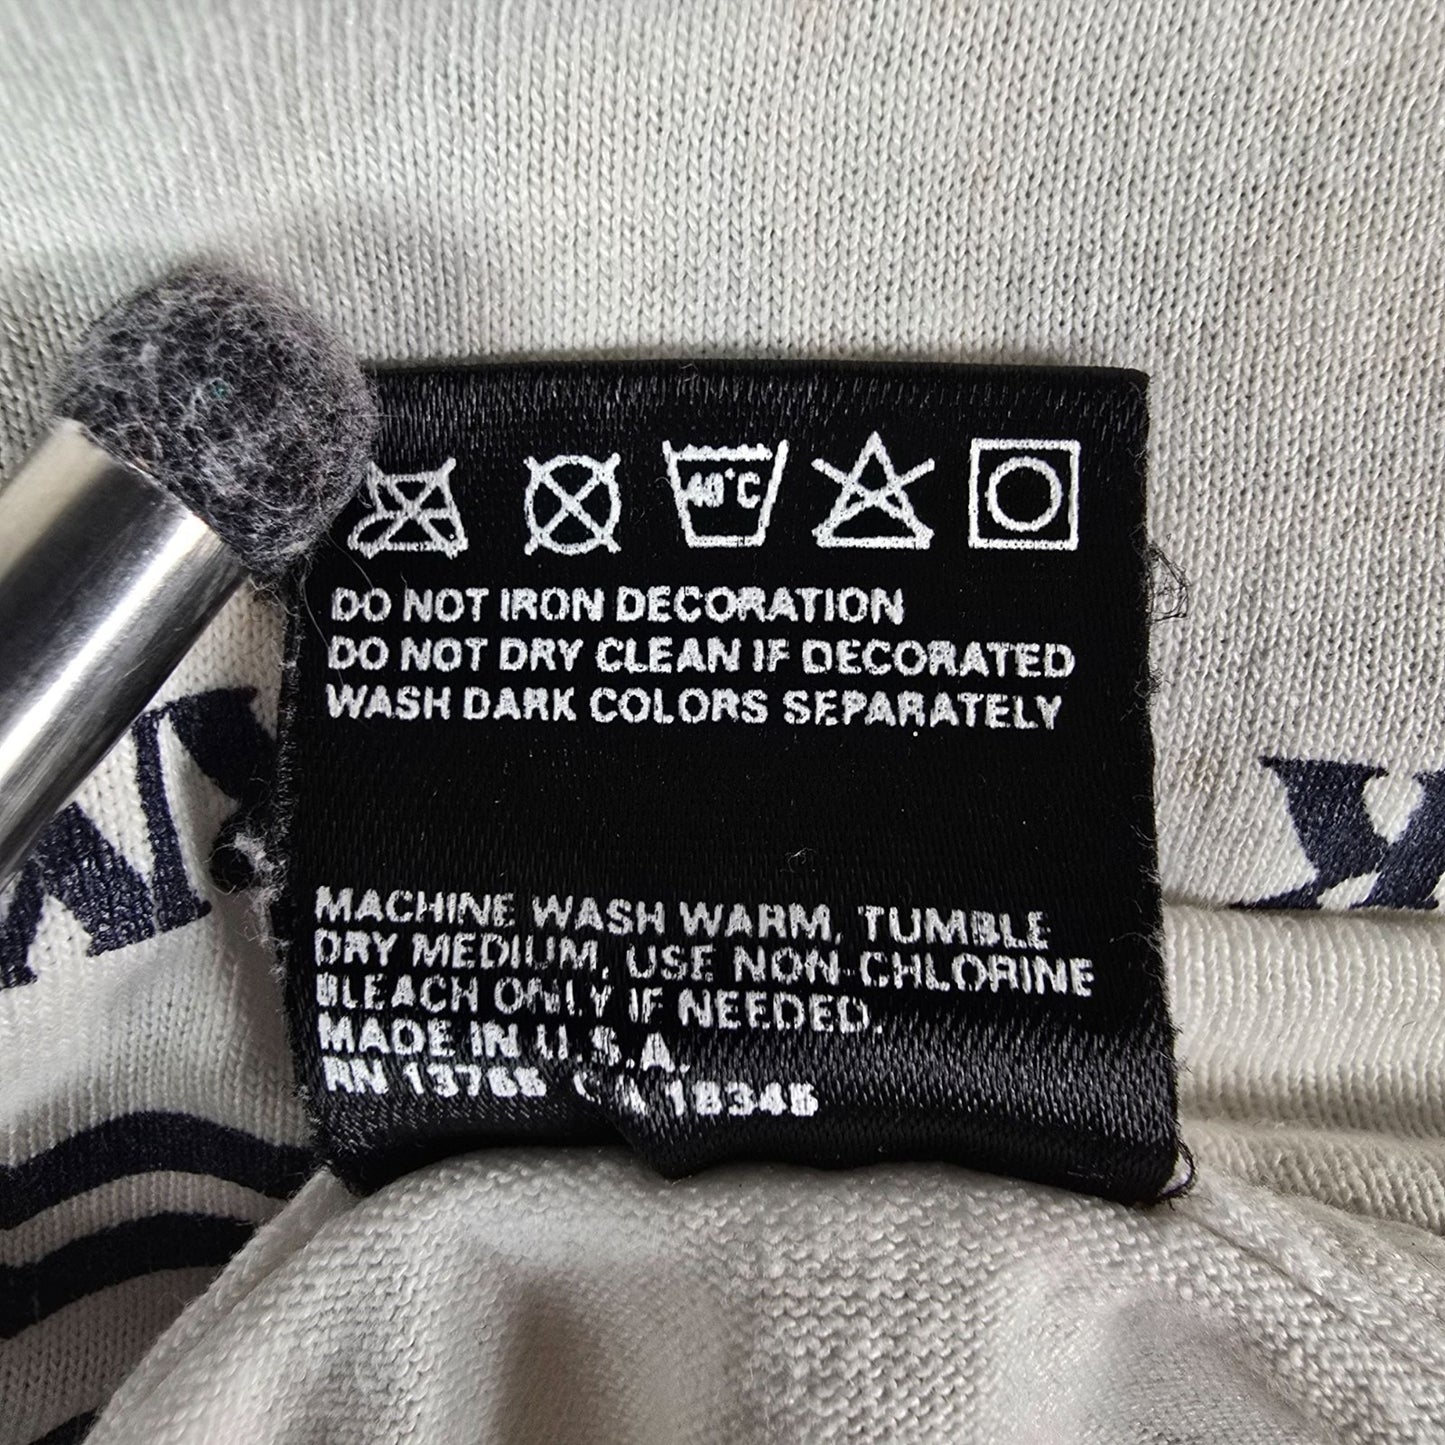 40°C
DO NOT IRON DECORATION
DO NOT DRY CLEAN IF DECORATED
WASH DARK COLORS SEPARATELY
MACHINE WASH WARM, TUMBLE
DRY MEDIUM, USE NON-CHLORINE
BLEACH ONLY IF NEEDED.
MADE IN U.S.A.
RN 13765 CA 18345
K